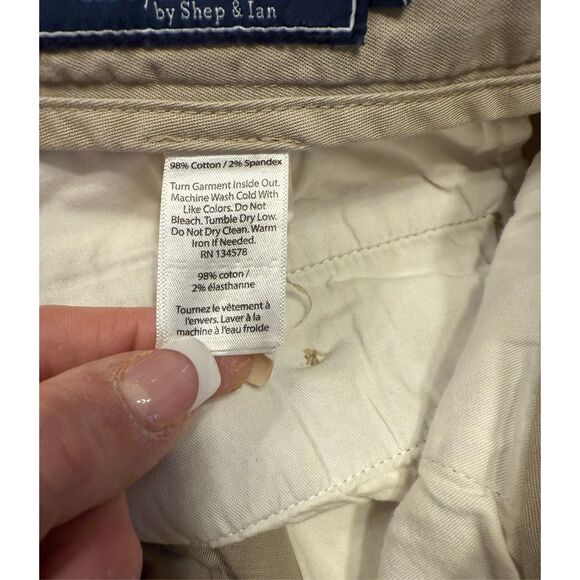 by Shep & Ian
98% Cotton / 2% Spandex
Turn Garment Inside Out.
Machine Wash Cold With
Like Colors. Do Not
Bleach. Tumble Dry Low.
Do Not Dry Clean. Warm
Iron If Needed.
RN 134578
98% coton /
2% élasthanne
Tournez le vêtement à
l'envers. Laver à la
machine à l'eau froide